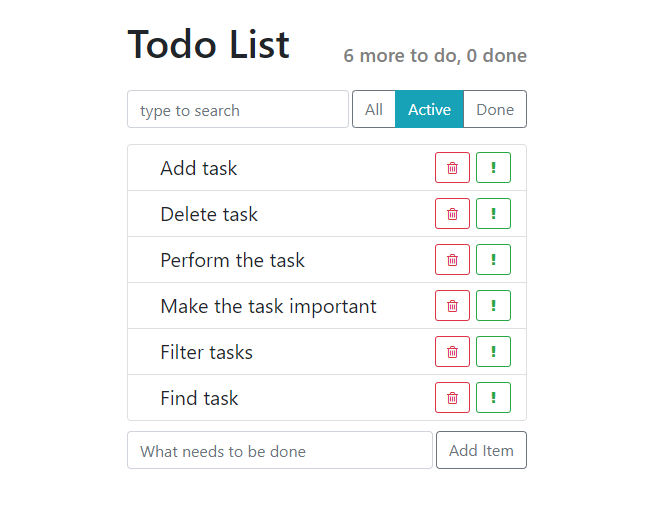 Todo List
6 more to do, 0 done
type to search
All
Active
Done
Add task
!
Delete task
!
Perform the task
!
Make the task important
!
Filter tasks
!
Find task
!
What needs to be done
Add Item